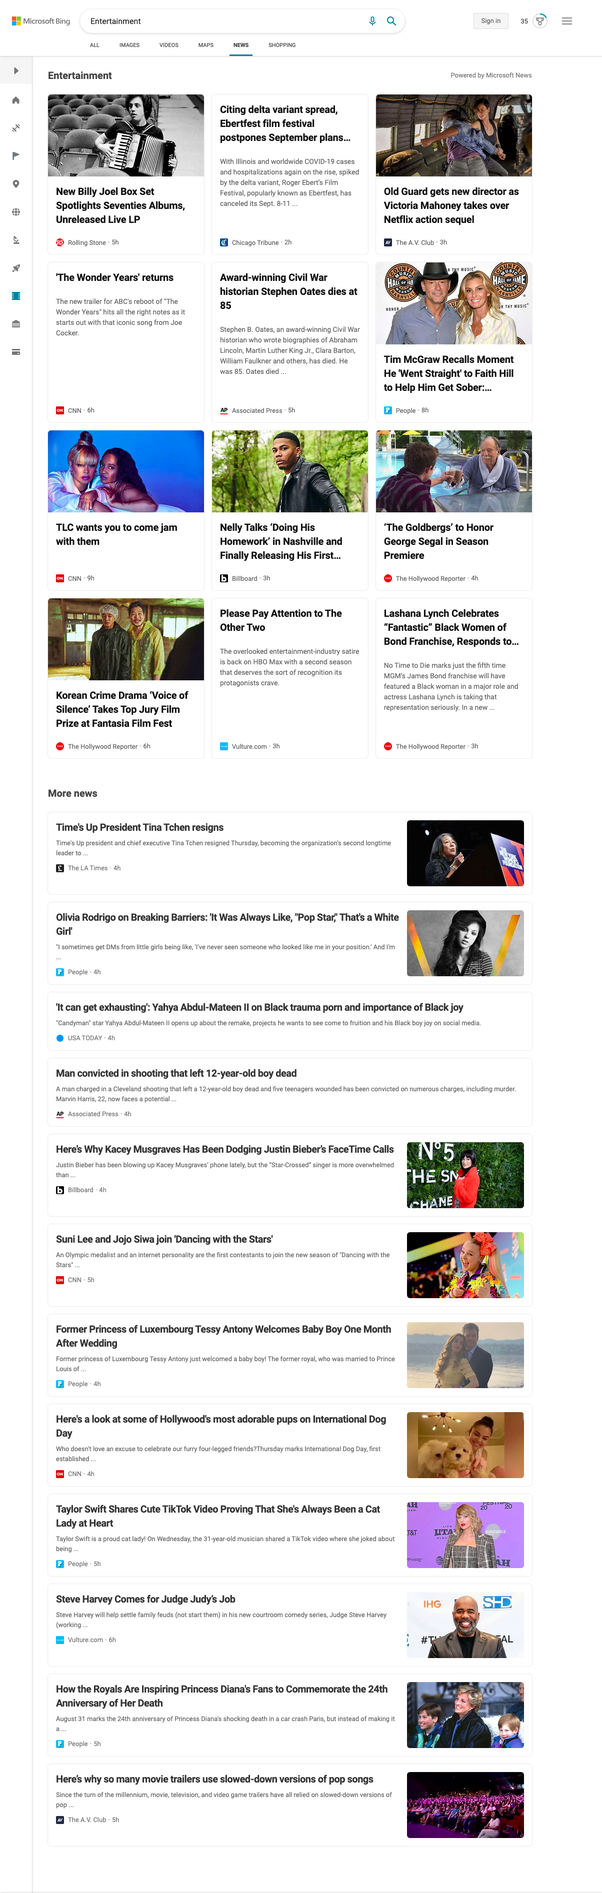 Microsoft Bing
Entertainment
Sign in
35
ALL IMAGES VIDEOS MAPS NEWS SHOPPING
Entertainment
Powered by Microsoft News
New Billy Joel Box Set
Spotlights Seventies Albums,
Unreleased Live LP
Rolling Stone · 5h
Citing delta variant spread,
Ebertfest film festival
postpones September plans...
With Illinois and worldwide COVID-19 cases
and hospitalizations again on the rise, spiked
by the delta variant, Roger Ebert's Film
Festival, popularly known as Ebertfest, has
canceled its Sept. 8-11 ...
Chicago Tribune · 2h
Old Guard gets new director as
Victoria Mahoney takes over
Netflix action sequel
The A.V. Club · 3h
'The Wonder Years' returns
The new trailer for ABC's reboot of "The
Wonder Years" hits all the right notes as it
starts out with that iconic song from Joe
Cocker.
CNN · 6h
Award-winning Civil War
historian Stephen Oates dies at
85
Stephen B. Oates, an award-winning Civil War
historian who wrote biographies of Abraham
Lincoln, Martin Luther King Jr., Clara Barton,
William Faulkner and others, has died. He
was 85. Oates died ...
AP Associated Press · 5h
COUNTRY
HALL OF FAME
COUNTRY
HALL OF FAME
Tim McGraw Recalls Moment
He 'Went Straight' to Faith Hill
to Help Him Get Sober:...
People · 8h
TLC wants you to come jam
with them
CNN · 9h
Nelly Talks 'Doing His
Homework' in Nashville and
Finally Releasing His First...
Billboard · 3h
'The Goldbergs' to Honor
George Segal in Season
Premiere
The Hollywood Reporter · 4h
Korean Crime Drama 'Voice of
Silence' Takes Top Jury Film
Prize at Fantasia Film Fest
The Hollywood Reporter · 6h
Please Pay Attention to The
Other Two
The overlooked entertainment-industry satire
is back on HBO Max with a second season
that deserves the sort of recognition its
protagonists crave.
Vulture.com · 3h
Lashana Lynch Celebrates
"Fantastic" Black Women of
Bond Franchise, Responds to...
No Time to Die marks just the fifth time
MGM's James Bond franchise will have
featured a Black woman in a major role and
actress Lashana Lynch is taking that
representation seriously. In a new ...
The Hollywood Reporter · 3h
More news
Time's Up President Tina Tchen resigns
Time's Up president and chief executive Tina Tchen resigned Thursday, becoming the organization's second longtime
leader to ...
The LA Times · 4h
Olivia Rodrigo on Breaking Barriers: 'It Was Always Like, "Pop Star," That's a White
Girl'
"I sometimes get DMs from little girls being like, 'I've never seen someone who looked like me in your position.' And I'm
...
People · 4h
'It can get exhausting': Yahya Abdul-Mateen II on Black trauma porn and importance of Black joy
"Candyman" star Yahya Abdul-Mateen II opens up about the remake, projects he wants to see come to fruition and his Black boy joy on social media.
USA TODAY · 4h
Man convicted in shooting that left 12-year-old boy dead
A man charged in a Cleveland shooting that left a 12-year-old boy dead and five teenagers wounded has been convicted on numerous charges, including murder.
Marvin Harris, 22, now faces a potential ...
AP Associated Press · 4h
Here's Why Kacey Musgraves Has Been Dodging Justin Bieber's FaceTime Calls
Justin Bieber has been blowing up Kacey Musgraves' phone lately, but the "Star-Crossed" singer is more overwhelmed
than ...
Billboard · 4h
N°5
THE SN
CHANE
Suni Lee and Jojo Siwa join 'Dancing with the Stars'
An Olympic medalist and an internet personality are the first contestants to join the new season of "Dancing with the
Stars" ...
CNN · 5h
Former Princess of Luxembourg Tessy Antony Welcomes Baby Boy One Month
After Wedding
Former princess of Luxembourg Tessy Antony just welcomed a baby boy! The former royal, who was married to Prince
Louis of ...
People · 4h
Here's a look at some of Hollywood's most adorable pups on International Dog
Day
Who doesn't love an excuse to celebrate our furry four-legged friends?Thursday marks International Dog Day, first
established ...
CNN · 4h
Taylor Swift Shares Cute TikTok Video Proving That She's Always Been a Cat
Lady at Heart
Taylor Swift is a proud cat lady! On Wednesday, the 31-year-old musician shared a TikTok video where she joked about
being ...
People · 5h
Steve Harvey Comes for Judge Judy's Job
Steve Harvey will help settle family feuds (not start them) in his new courtroom comedy series, Judge Steve Harvey
(working ...
Vulture.com · 6h
IHG
How the Royals Are Inspiring Princess Diana's Fans to Commemorate the 24th
Anniversary of Her Death
August 31 marks the 24th anniversary of Princess Diana's shocking death in a car crash Paris, but instead of making it
a ...
People · 5h
Here's why so many movie trailers use slowed-down versions of pop songs
Since the turn of the millennium, movie, television, and video game trailers have all relied on slowed-down versions of
pop ...
The A.V. Club · 5h